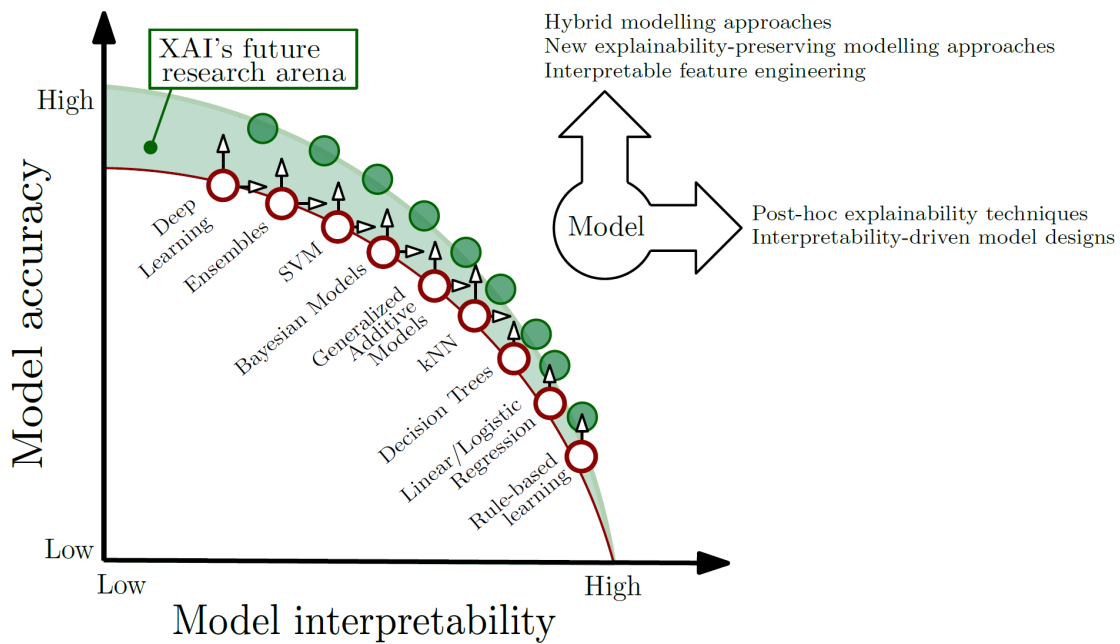 Hybrid modelling approaches
New explainability-preserving modelling approaches
Interpretable feature engineering
XAI's future
research arena
High
Model accuracy
Low
Deep
Learning
Ensembles
SVM
Bayesian Models
Generalized
Additive
Models
kNN
Decision Trees
Linear/Logistic
Regression
Rule-based
learning
Model
Post-hoc explainability techniques
Interpretability-driven model designs
Low
High
Model interpretability